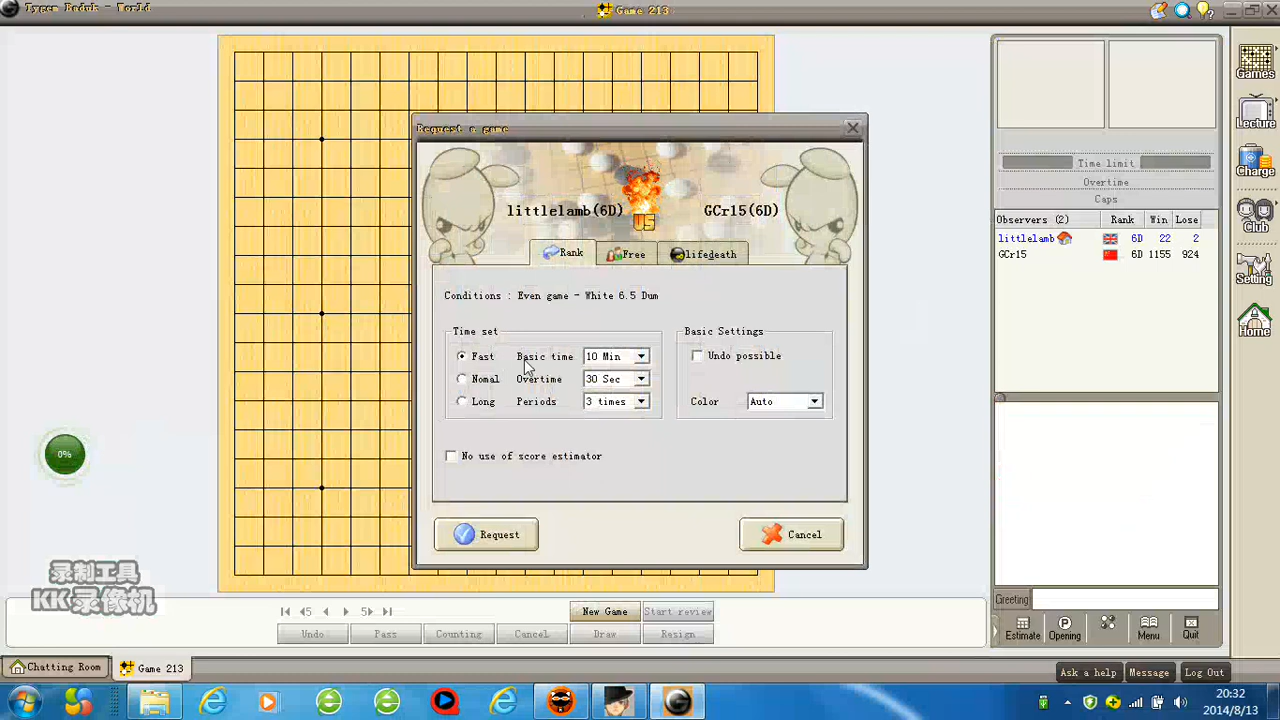 Tygem Baduk - World
Game 213
Request a game
littlelamb(6D)
GCr15(6D)
US
Rank
Free
lifedeath
Conditions : Even game - White 6.5 Dum
Time set
Fast Basic time 10 Min
Nomal Overtime 30 Sec
Long Periods 3 times
Basic Settings
Undo possible
Color Auto
No use of score estimator
Request
Cancel
Time limit
Overtime
Caps
Observers (2) Rank Win Lose
littlelamb 6D 22 2
GCr15 6D 1155 924
Games
Lecture
Charge
Club
Setting
Home
0%
录制工具
KK录像机
5
5
New Game
Start review
Undo
Pass
Counting
Cancel
Draw
Resign
Greeting
Estimate
Opening
Menu
Quit
Chatting Room
Game 213
Ask a help
Message
Log Out
20:32
2014/8/13